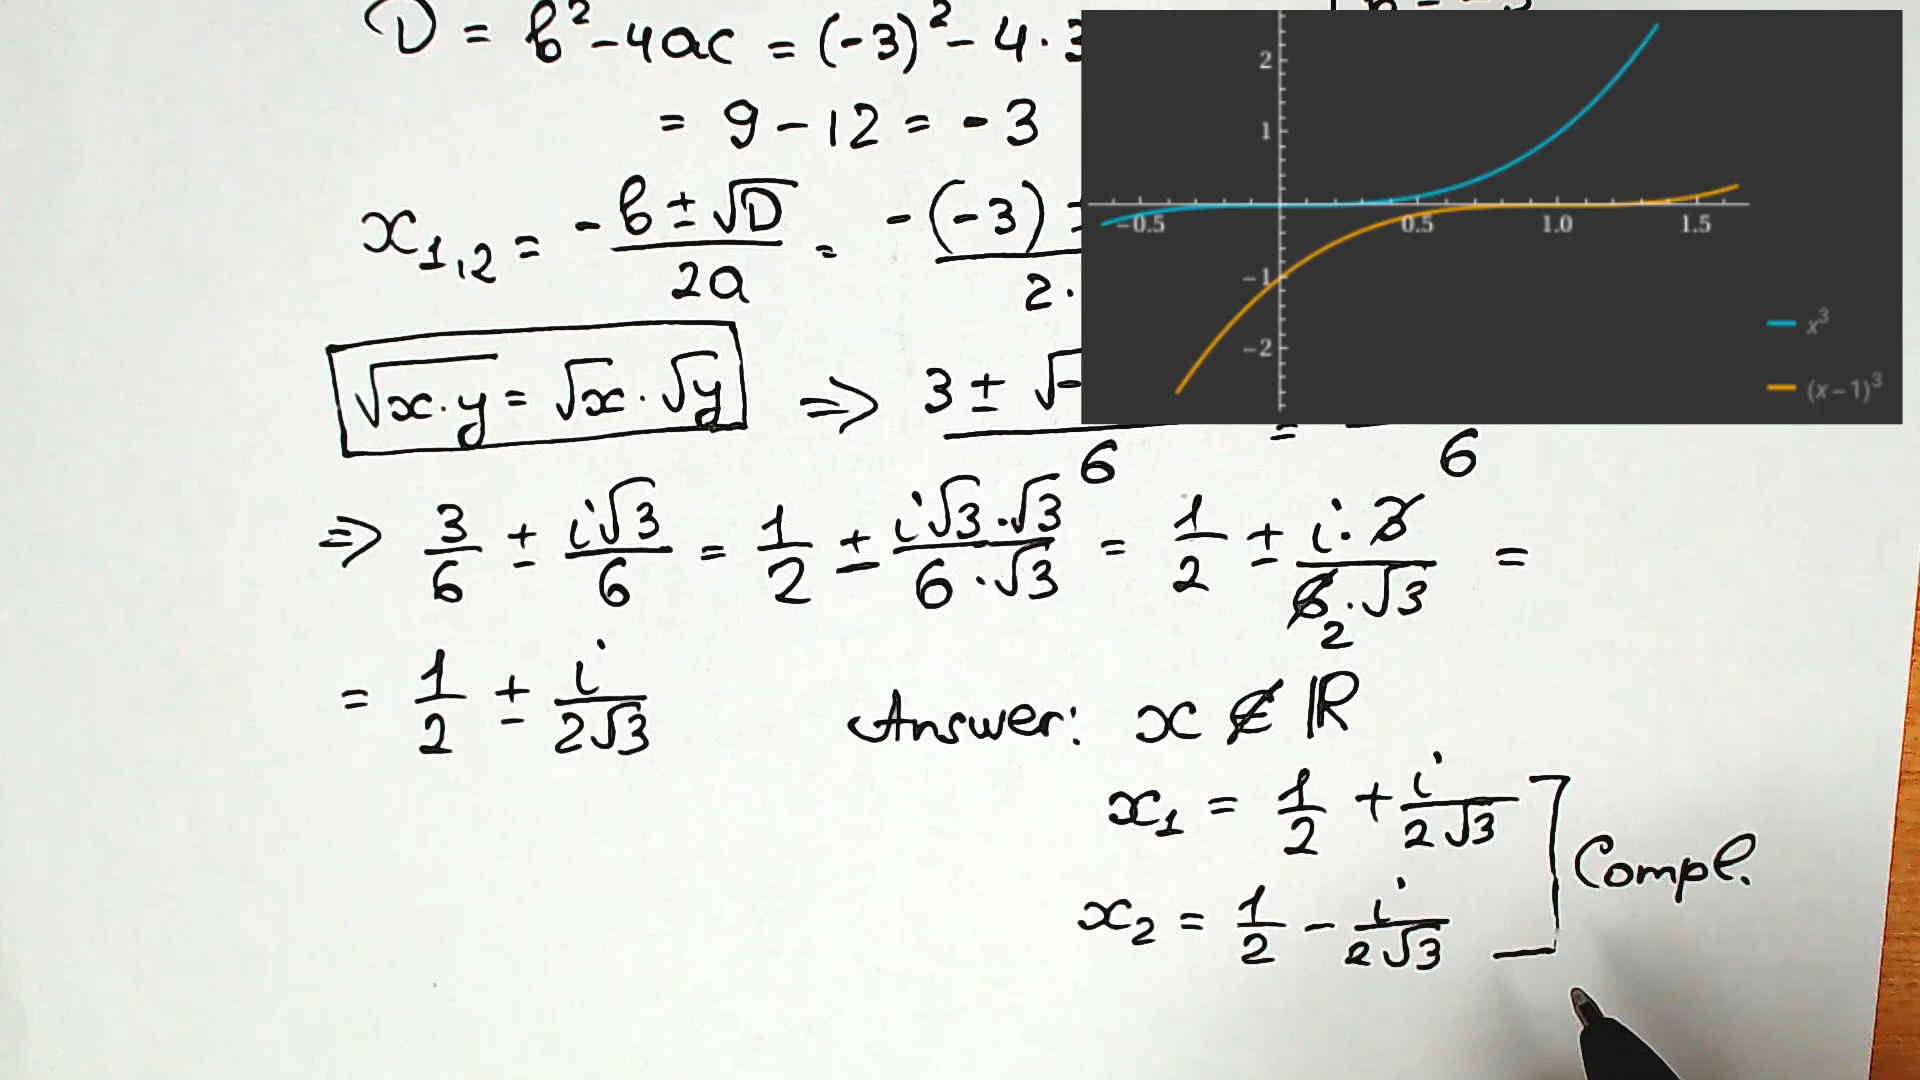 D = b² - 4ac = (-3)² - 4 · 3
= 9 - 12 = - 3
x₁,₂ = (-b ± √D)/(2a) = (-(-3)
2 ·
√(x·y) = √x · √y ⇒ (3 ± √-)/6 = 6
⇒ 3/6 ± i√3/6 = 1/2 ± (i√3·√3)/(6·√3) = 1/2 ± (i·3)/(6·√3) =
2
= 1/2 ± i/(2√3)
Answer: x ∉ ℝ
x₁ = 1/2 + i/(2√3)
x₂ = 1/2 - i/(2√3)
Compl.
2
1
-0.5 0.5 1.0 1.5
-1
-2
x³
(x-1)³